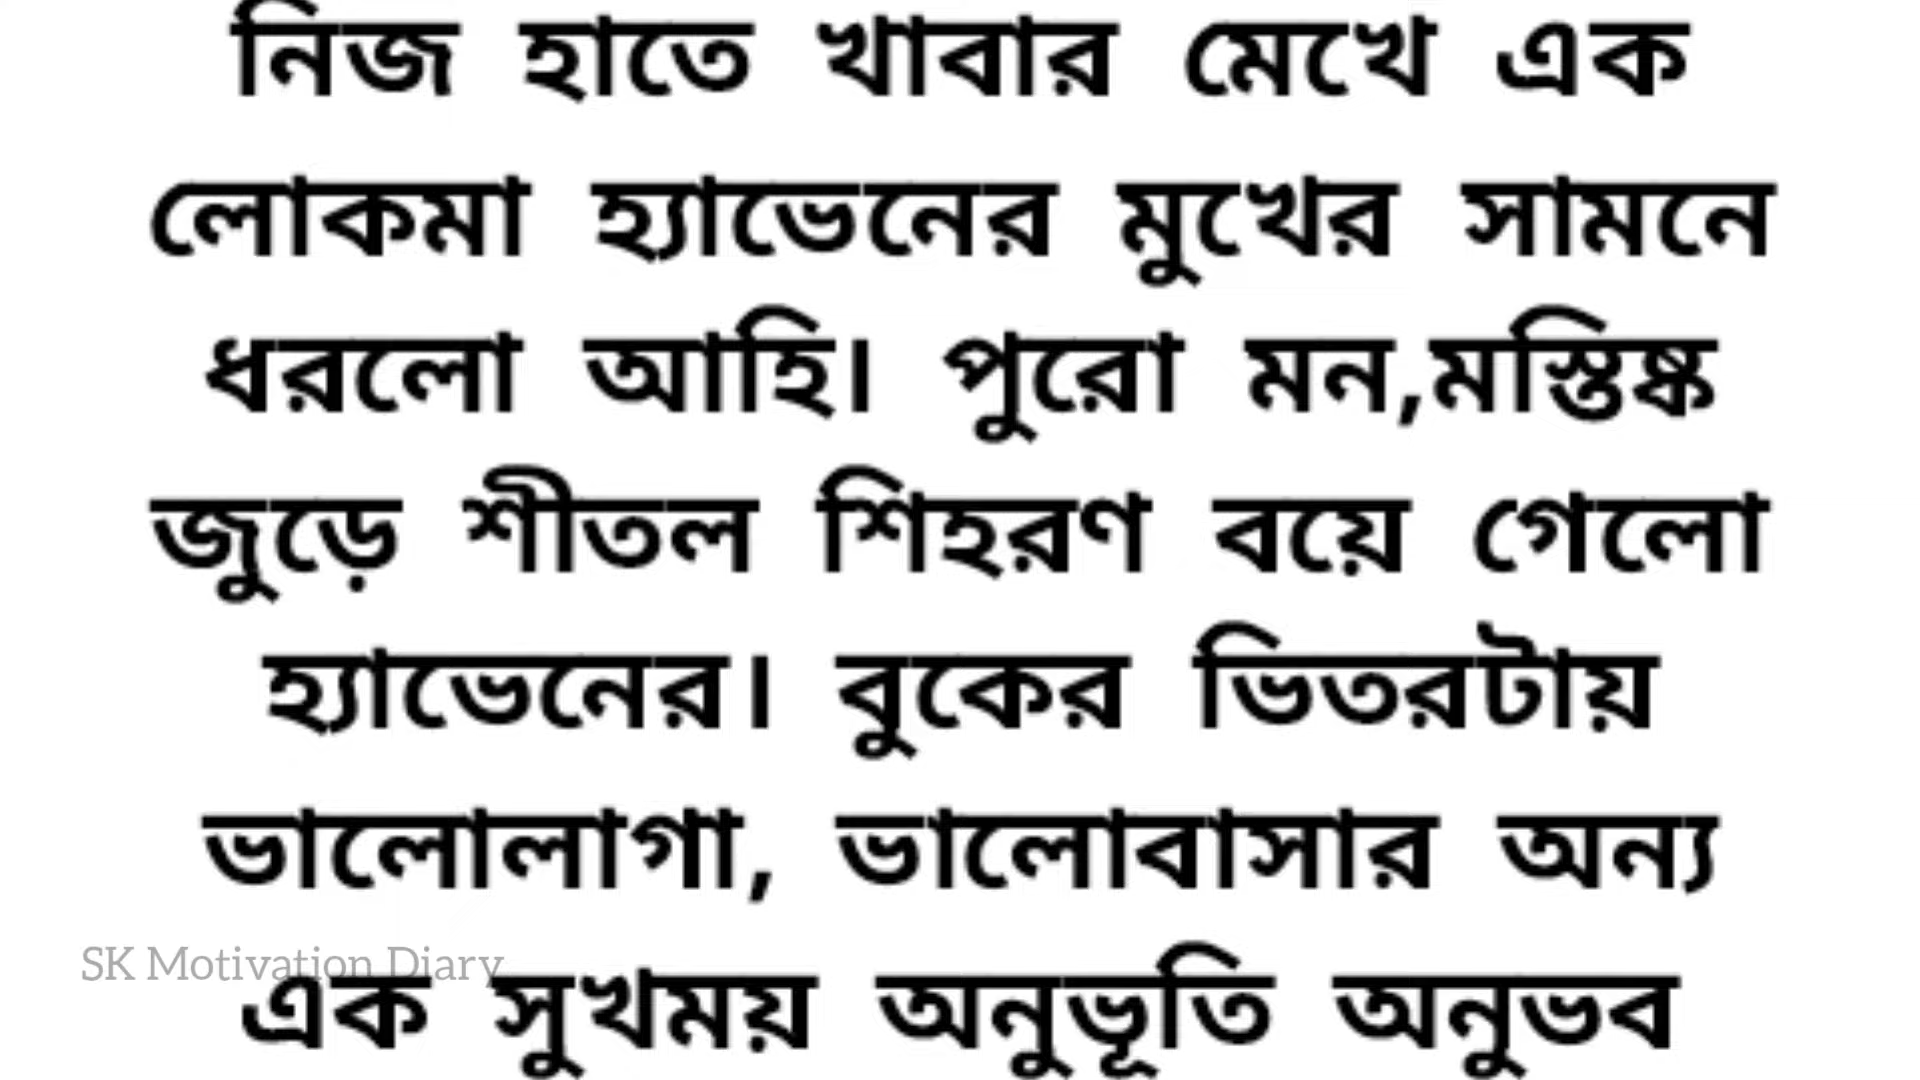 নিজ হাতে খাবার মেখে এক
লোকমা হ্যাভেনের মুখের সামনে
ধরলো আহি। পুরো মন,মস্তিষ্ক
জুড়ে শীতল শিহরণ বয়ে গেলো
হ্যাভেনের। বুকের ভিতরটায়
ভালোলাগা, ভালোবাসার অন্য
SK Motivation Diary
এক সুখময় অনুভূতি অনুভব